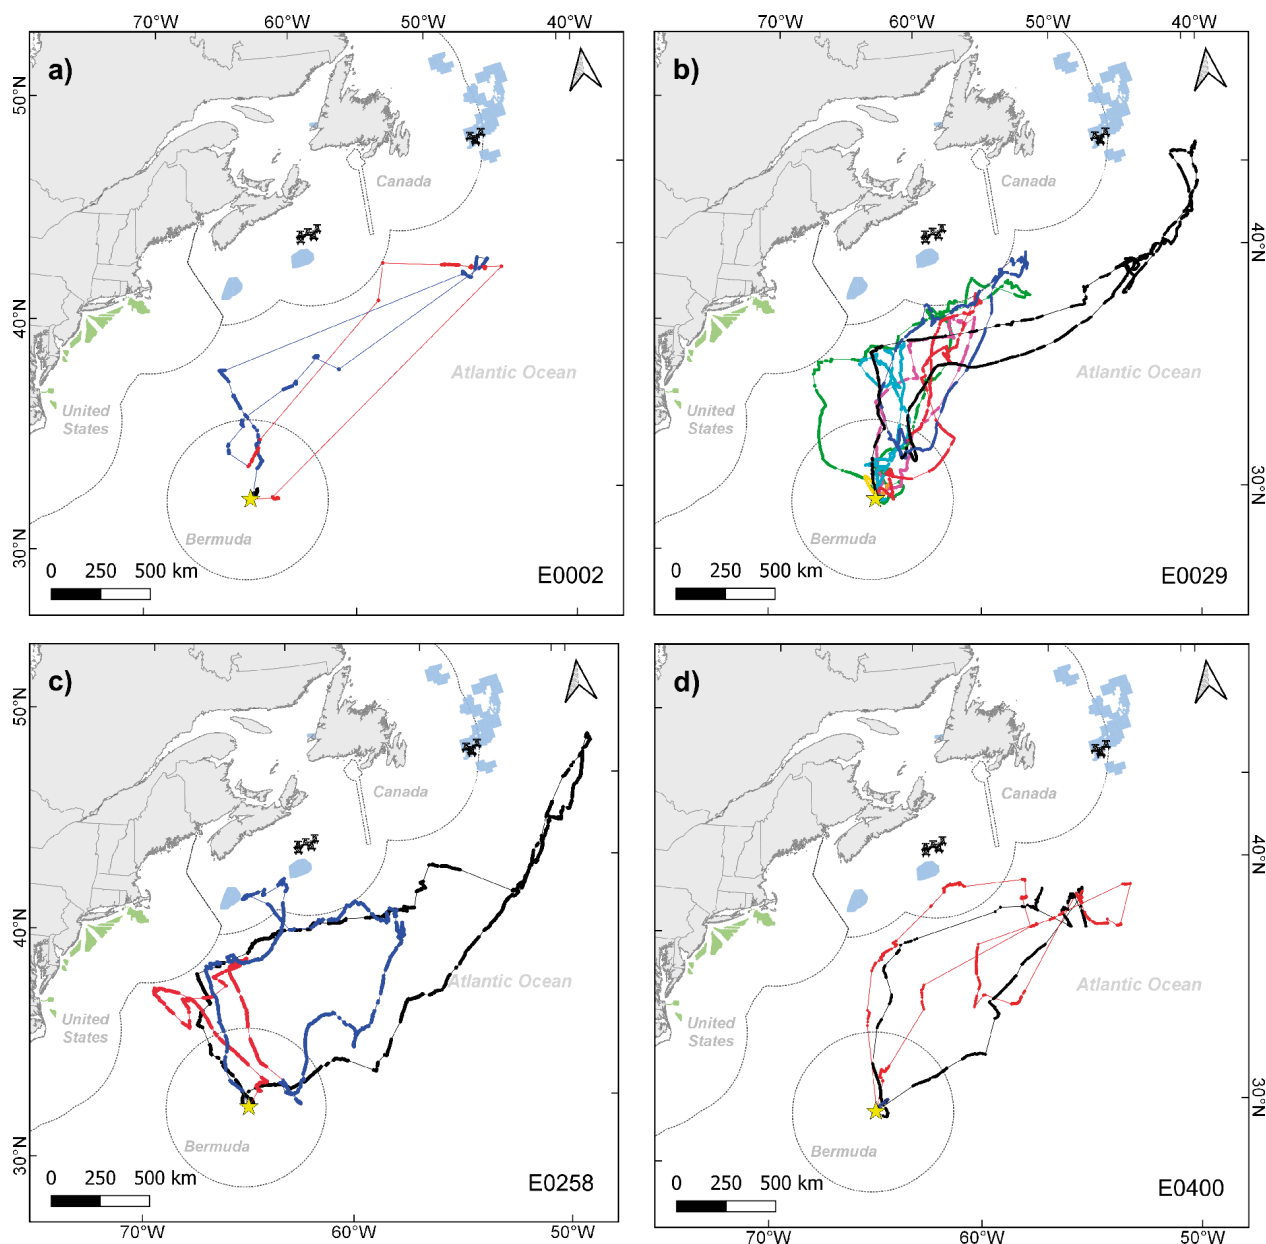 70°W 60°W 50°W 40°W
70°W 60°W 50°W 40°W
a)
50°N
Canada
40°N
Atlantic Ocean
United
States
Bermuda
30°N
0 250 500 km
E0002
b)
Canada
40°N
Atlantic Ocean
United
States
30°N
Bermuda
0 250 500 km
E0029
c)
50°N
Canada
40°N
Atlantic Ocean
United
States
Bermuda
30°N
0 250 500 km
E0258
70°W 60°W 50°W
d)
Canada
40°N
Atlantic Ocean
United
States
30°N
Bermuda
0 250 500 km
E0400
70°W 60°W 50°W